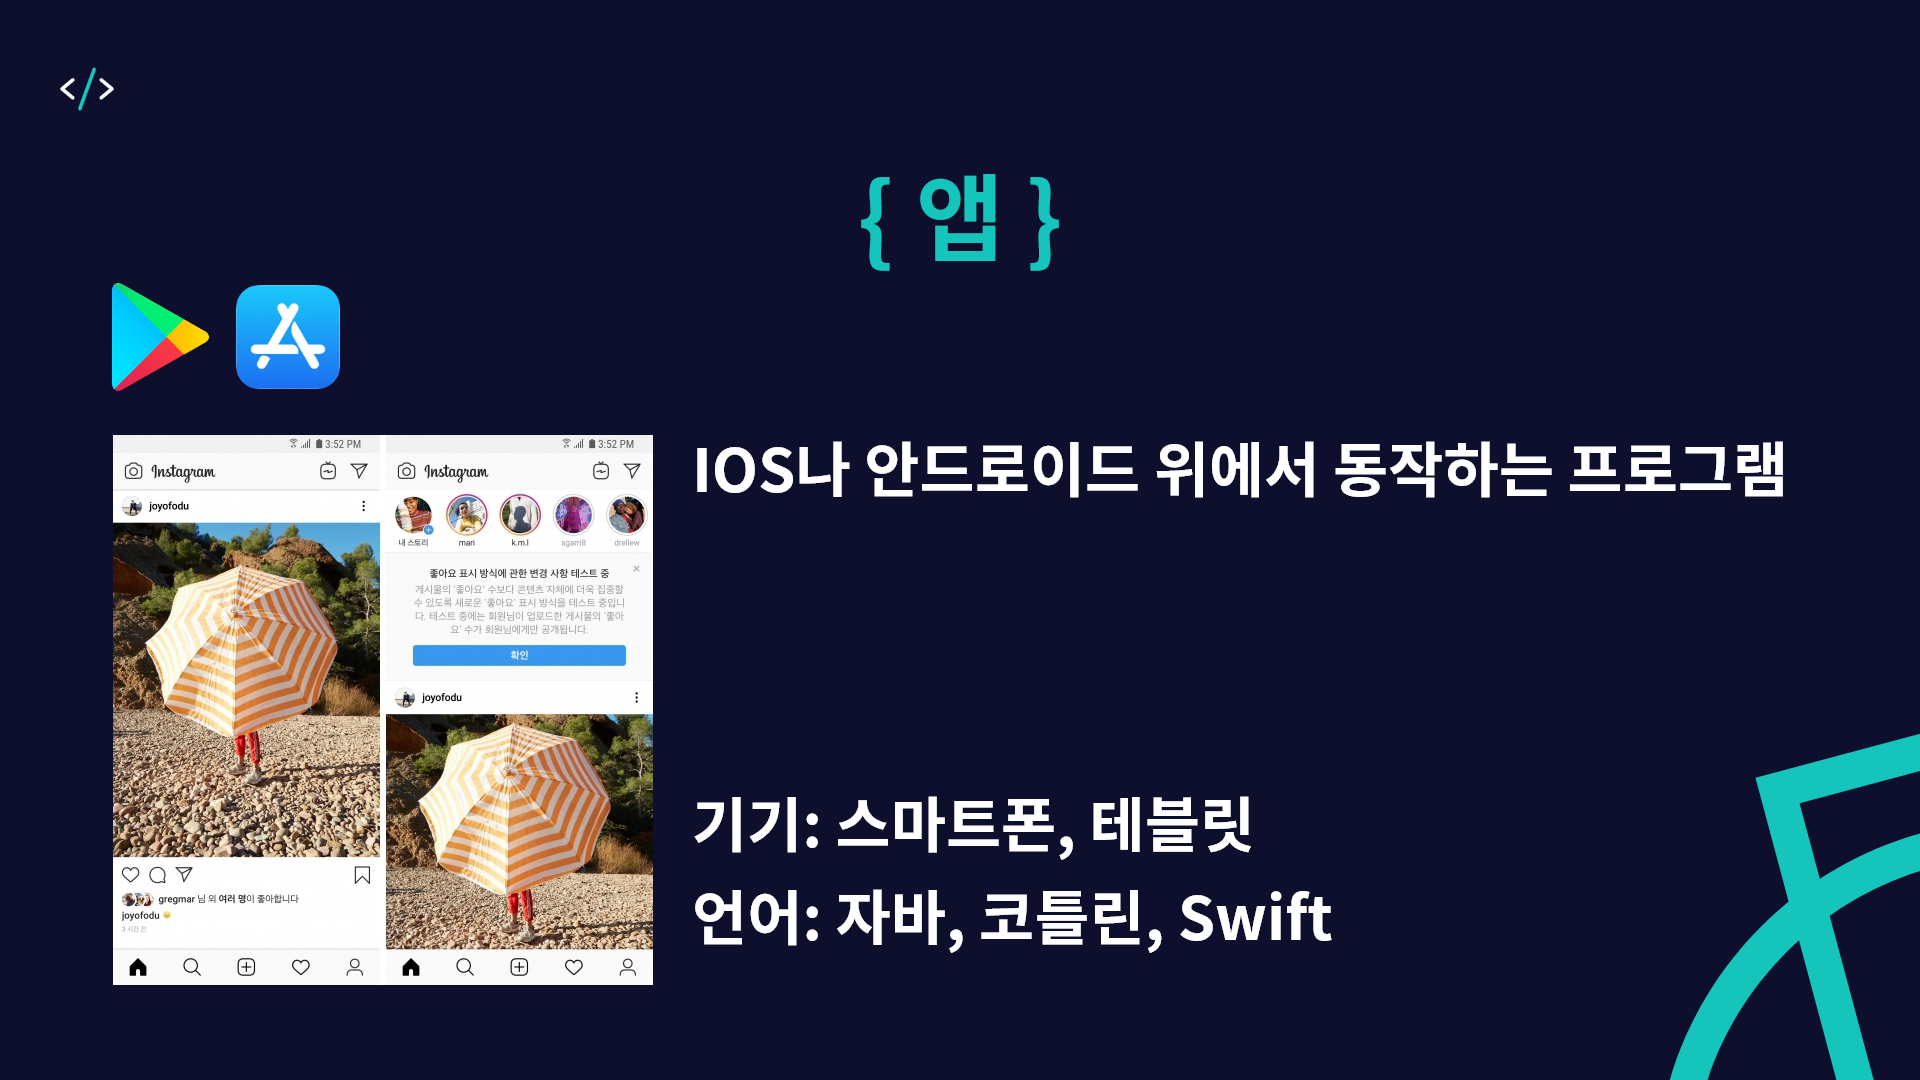 </>
{ 앱 }
IOS나 안드로이드 위에서 동작하는 프로그램
기기: 스마트폰, 테블릿
언어: 자바, 코틀린, Swift
3:52 PM
Instagram
joyofodu
gregmar 님 외 여러 명이 좋아합니다
joyofodu
3 시간 전
3:52 PM
Instagram
내 스토리 mari k.m.l sgarri8 drellew
좋아요 표시 방식에 관한 변경 사항 테스트 중
게시물의 '좋아요' 수보다 콘텐츠 자체에 더욱 집중할
수 있도록 새로운 '좋아요' 표시 방식을 테스트 중입니
다. 테스트 중에는 회원님이 업로드한 게시물의 '좋아
요' 수가 회원님에게만 공개됩니다.
확인
joyofodu